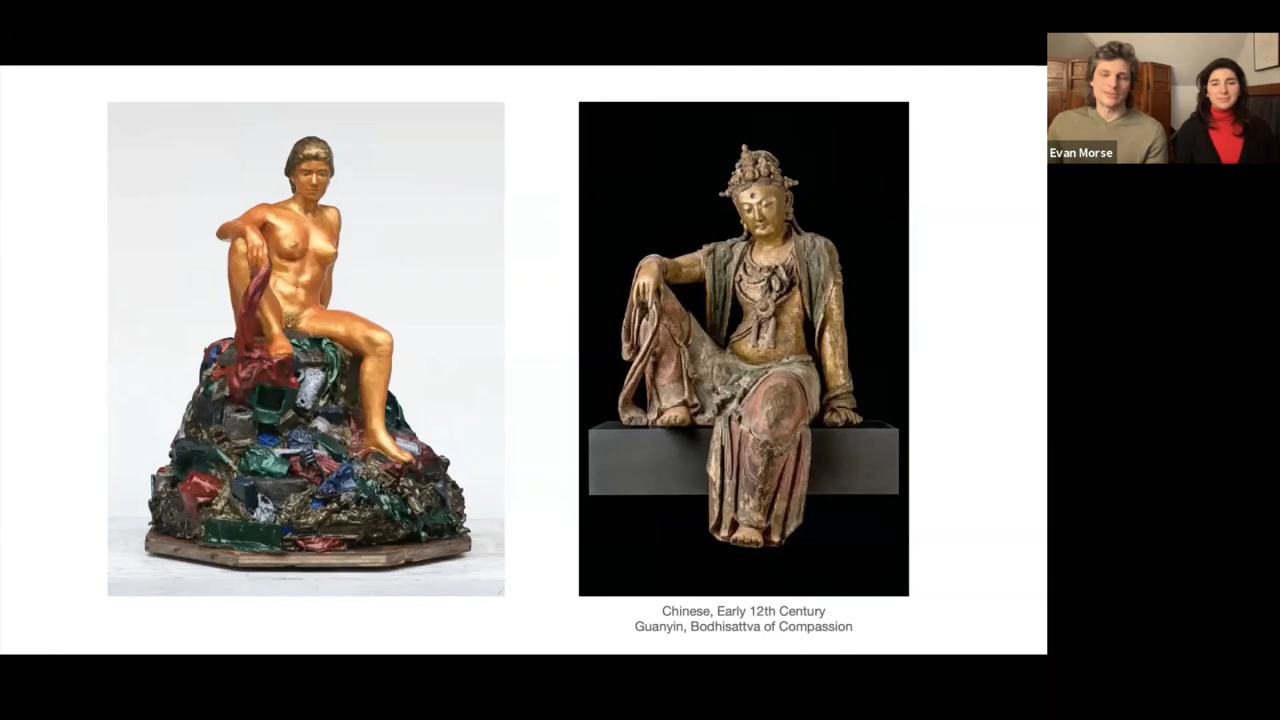 Evan Morse
Chinese, Early 12th Century
Guanyin, Bodhisattva of Compassion